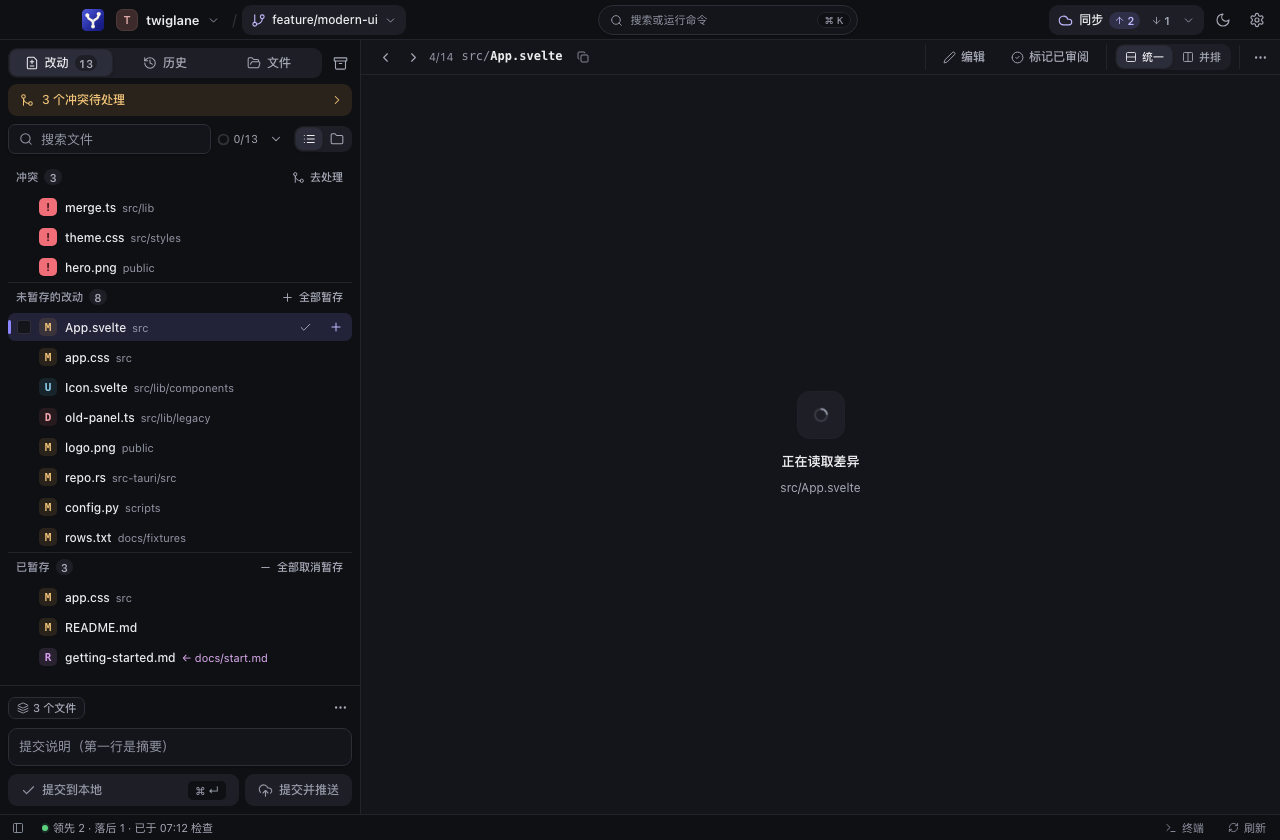 T twiglane / feature/modern-ui 搜索或运行命令 ⌘ K 同步 ↑ 2 ↓ 1
改动 13 历史 文件
4/14 src/App.svelte 编辑 标记已审阅 统一 并排
3 个冲突待处理
搜索文件 0/13
冲突 3 去处理
! merge.ts src/lib
! theme.css src/styles
! hero.png public
未暂存的改动 8 + 全部暂存
M App.svelte src
M app.css src
U Icon.svelte src/lib/components
D old-panel.ts src/lib/legacy
M logo.png public
M repo.rs src-tauri/src
M config.py scripts
M rows.txt docs/fixtures
已暂存 3 — 全部取消暂存
M app.css src
M README.md
R getting-started.md ← docs/start.md
正在读取差异
src/App.svelte
3 个文件
提交说明（第一行是摘要）
提交到本地 ⌘ ↵ 提交并推送
领先 2 · 落后 1 · 已于 07:12 检查 终端 刷新